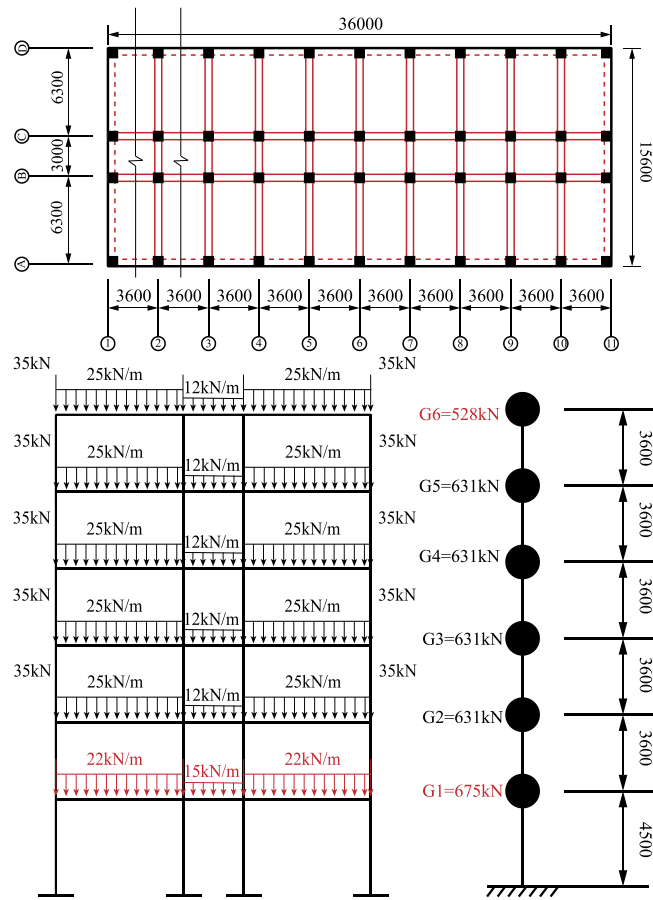 36000
D
6300
C
3000
B
6300
A
15600
3600 3600 3600 3600 3600 3600 3600 3600 3600 3600
1 2 3 4 5 6 7 8 9 10 11
35kN 25kN/m 12kN/m 25kN/m 35kN
G6=528kN
3600
35kN 25kN/m 12kN/m 25kN/m 35kN
G5=631kN
3600
35kN 25kN/m 12kN/m 25kN/m 35kN
G4=631kN
3600
35kN 25kN/m 12kN/m 25kN/m 35kN
G3=631kN
3600
35kN 25kN/m 12kN/m 25kN/m 35kN
G2=631kN
3600
22kN/m 15kN/m 22kN/m
G1=675kN
4500